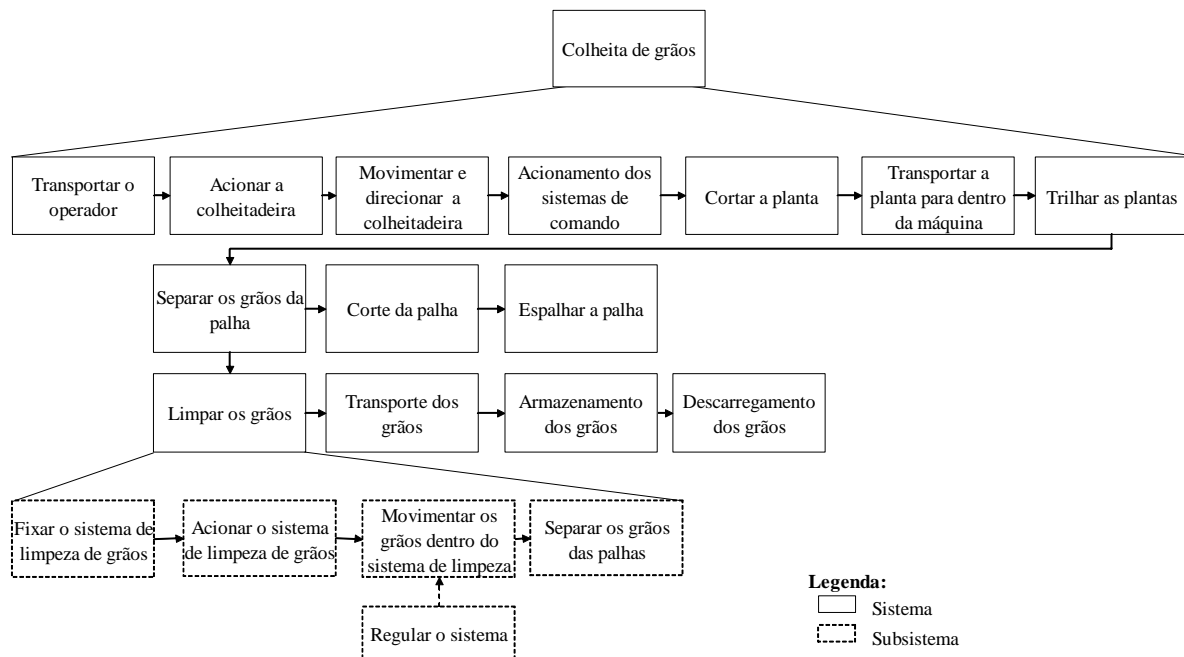 Colheita de grãos
Transportar o
operador
Acionar a
colheitadeira
Movimentar e
direcionar a
colheitadeira
Acionamento dos
sistemas de
comando
Cortar a planta
Transportar a
planta para dentro
da máquina
Trilhar as plantas
Separar os grãos da
palha
Corte da palha
Espalhar a palha
Limpar os grãos
Transporte dos
grãos
Armazenamento
dos grãos
Descarregamento
dos grãos
Fixar o sistema de
limpeza de grãos
Acionar o sistema
de limpeza de grãos
Movimentar os
grãos dentro do
sistema de limpeza
Separar os grãos
das palhas
Regular o sistema
Legenda:
Sistema
Subsistema